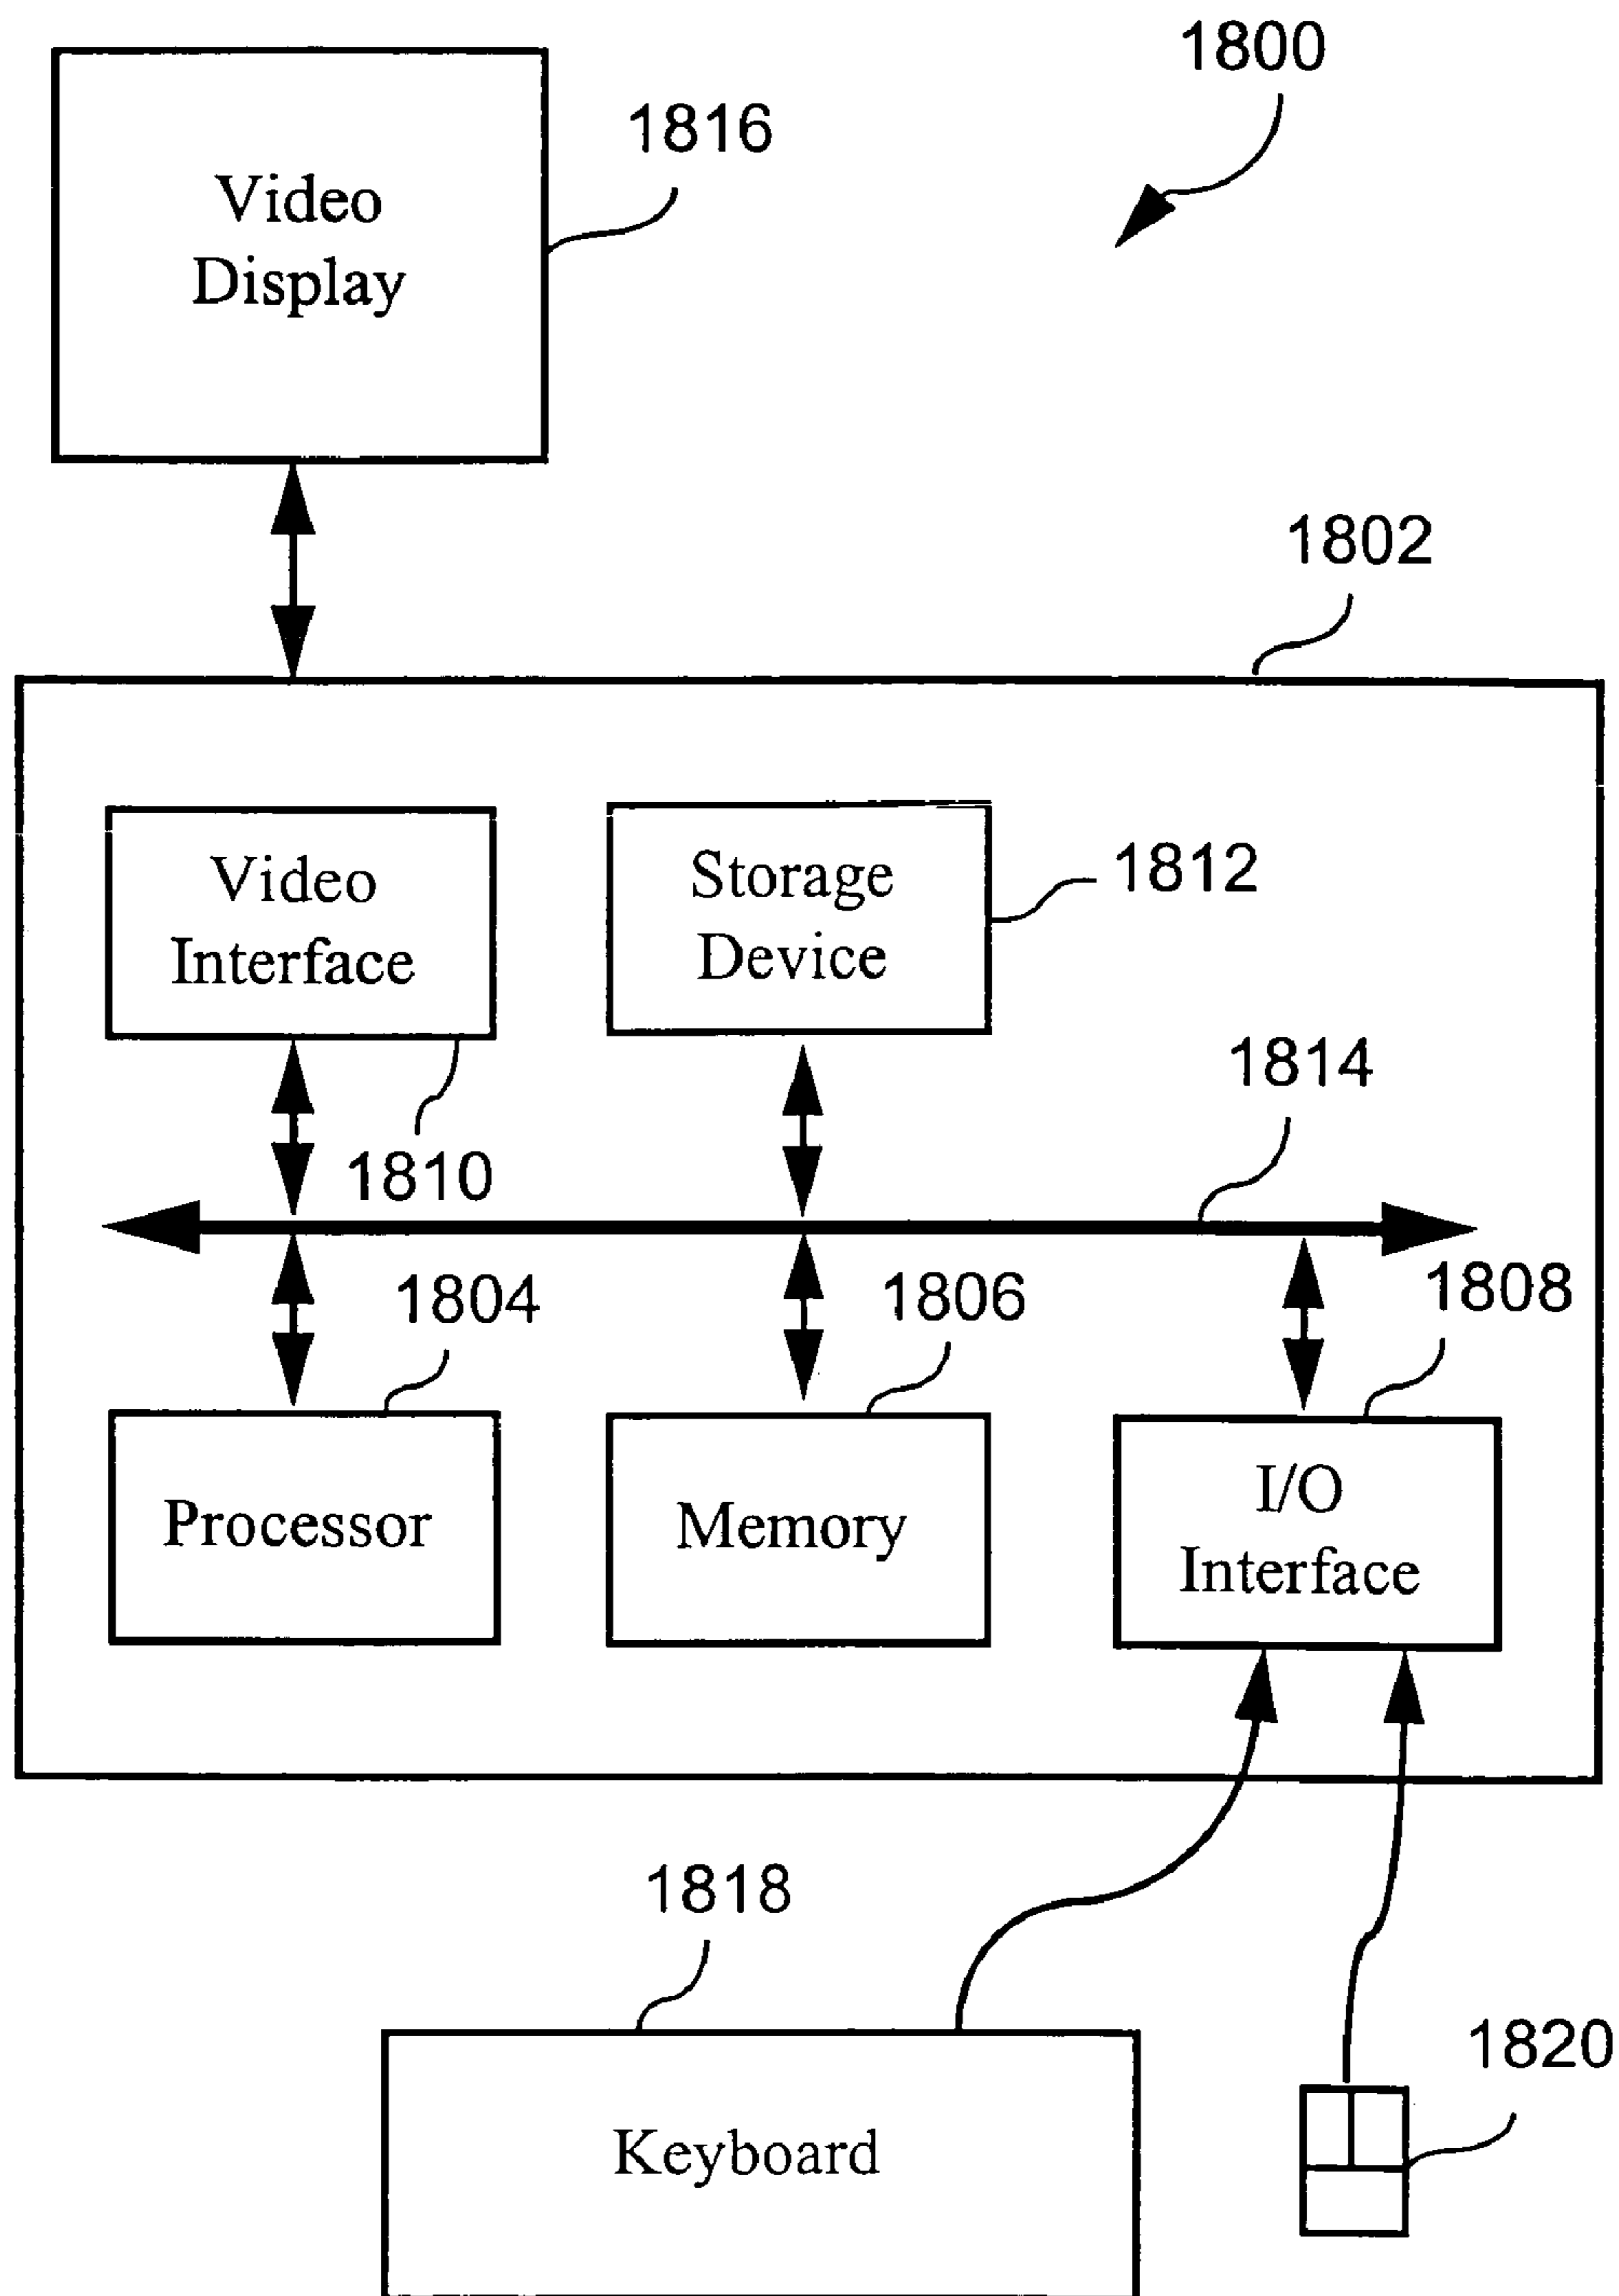 1800
1816
Video
Display
1802
Video
Interface
Storage
Device
1812
1814
1810
1804
1806
1808
Processor
Memory
I/O
Interface
1818
1820
Keyboard